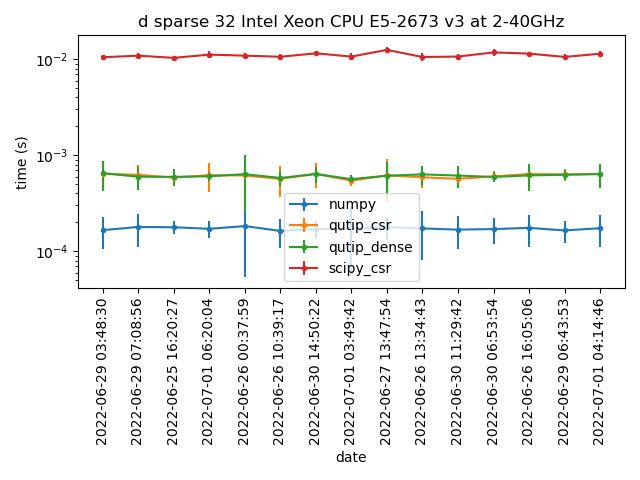 d sparse 32 Intel Xeon CPU E5-2673 v3 at 2-40GHz
time (s)
10⁻²
10⁻³
10⁻⁴
numpy
qutip_csr
qutip_dense
scipy_csr
2022-06-29 03:48:30
2022-06-29 07:08:56
2022-06-25 16:20:27
2022-07-01 06:20:04
2022-06-26 00:37:59
2022-06-26 10:39:17
2022-06-30 14:50:22
2022-07-01 03:49:42
2022-06-27 13:47:54
2022-06-26 13:34:43
2022-06-30 11:29:42
2022-06-30 06:53:54
2022-06-26 16:05:06
2022-06-29 06:43:53
2022-07-01 04:14:46
date